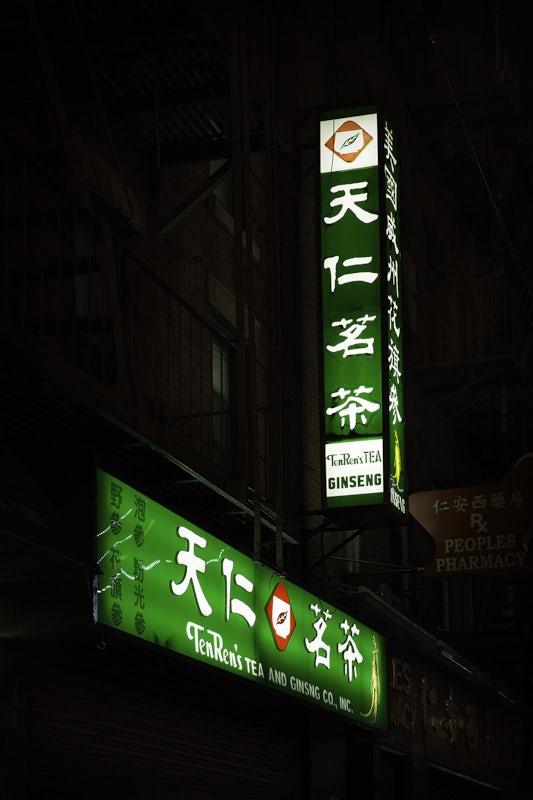 天仁茗茶
TenRen's TEA
GINSENG
美國威州花旗參
仁安西藥房
Rx
PEOPLES
PHARMACY
泡參 粉光參
野參 花旗參
天仁茗茶
TenRen's TEA AND GINSNG CO., INC.